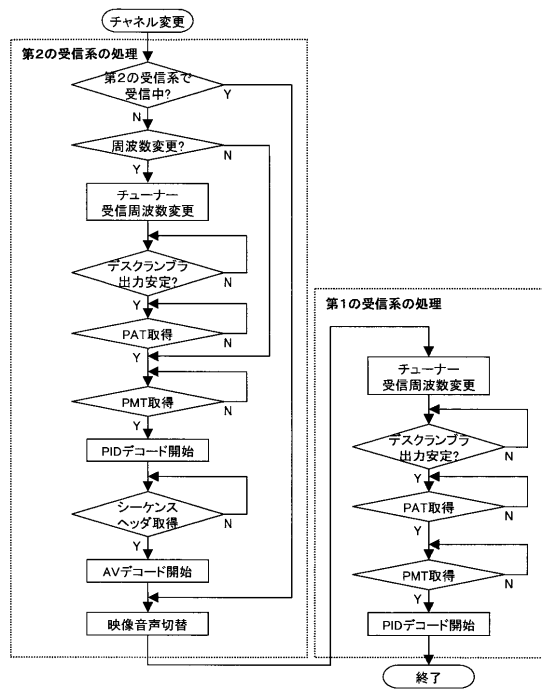 チャネル変更
第2の受信系の処理
第2の受信系で
受信中?
Y
N
周波数変更?
N
Y
チューナー
受信周波数変更
デスクランブラ
出力安定?
N
Y
PAT取得
N
Y
PMT取得
N
Y
PIDデコード開始
シーケンス
ヘッダ取得
N
Y
AVデコード開始
映像音声切替
第1の受信系の処理
チューナー
受信周波数変更
デスクランブラ
出力安定?
N
Y
PAT取得
N
Y
PMT取得
N
Y
PIDデコード開始
終了